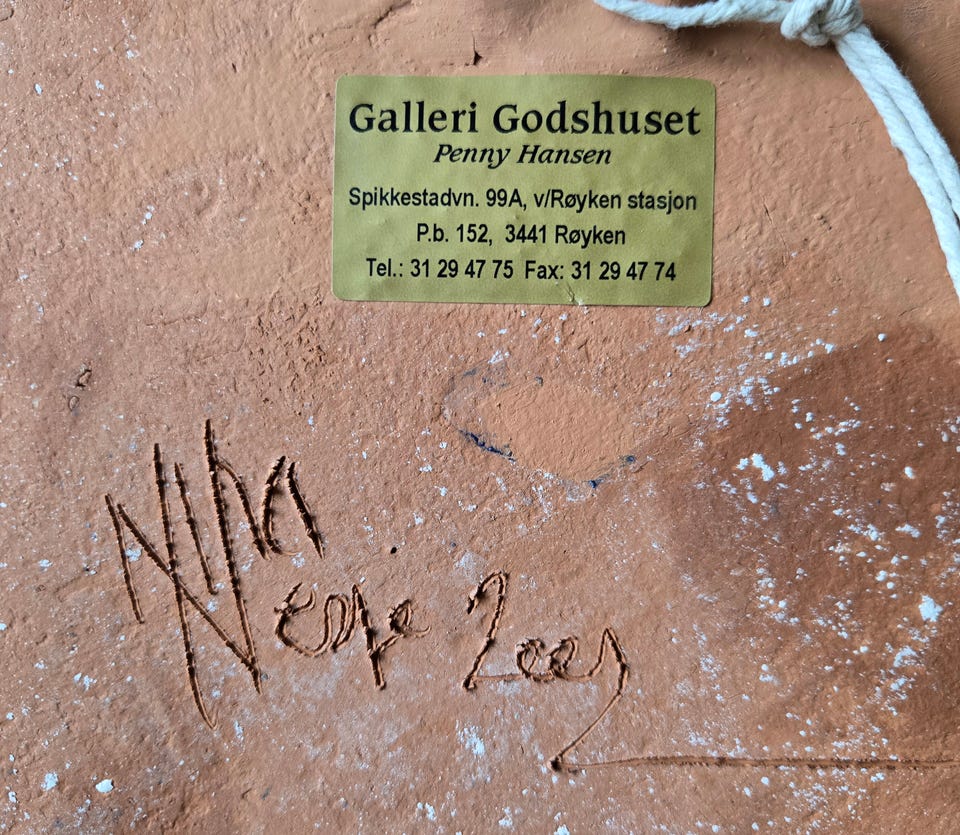 Galleri Godshuset
Penny Hansen
Spikkestadvn. 99A, v/Røyken stasjon
P.b. 152, 3441 Røyken
Tel.: 31 29 47 75 Fax: 31 29 47 74